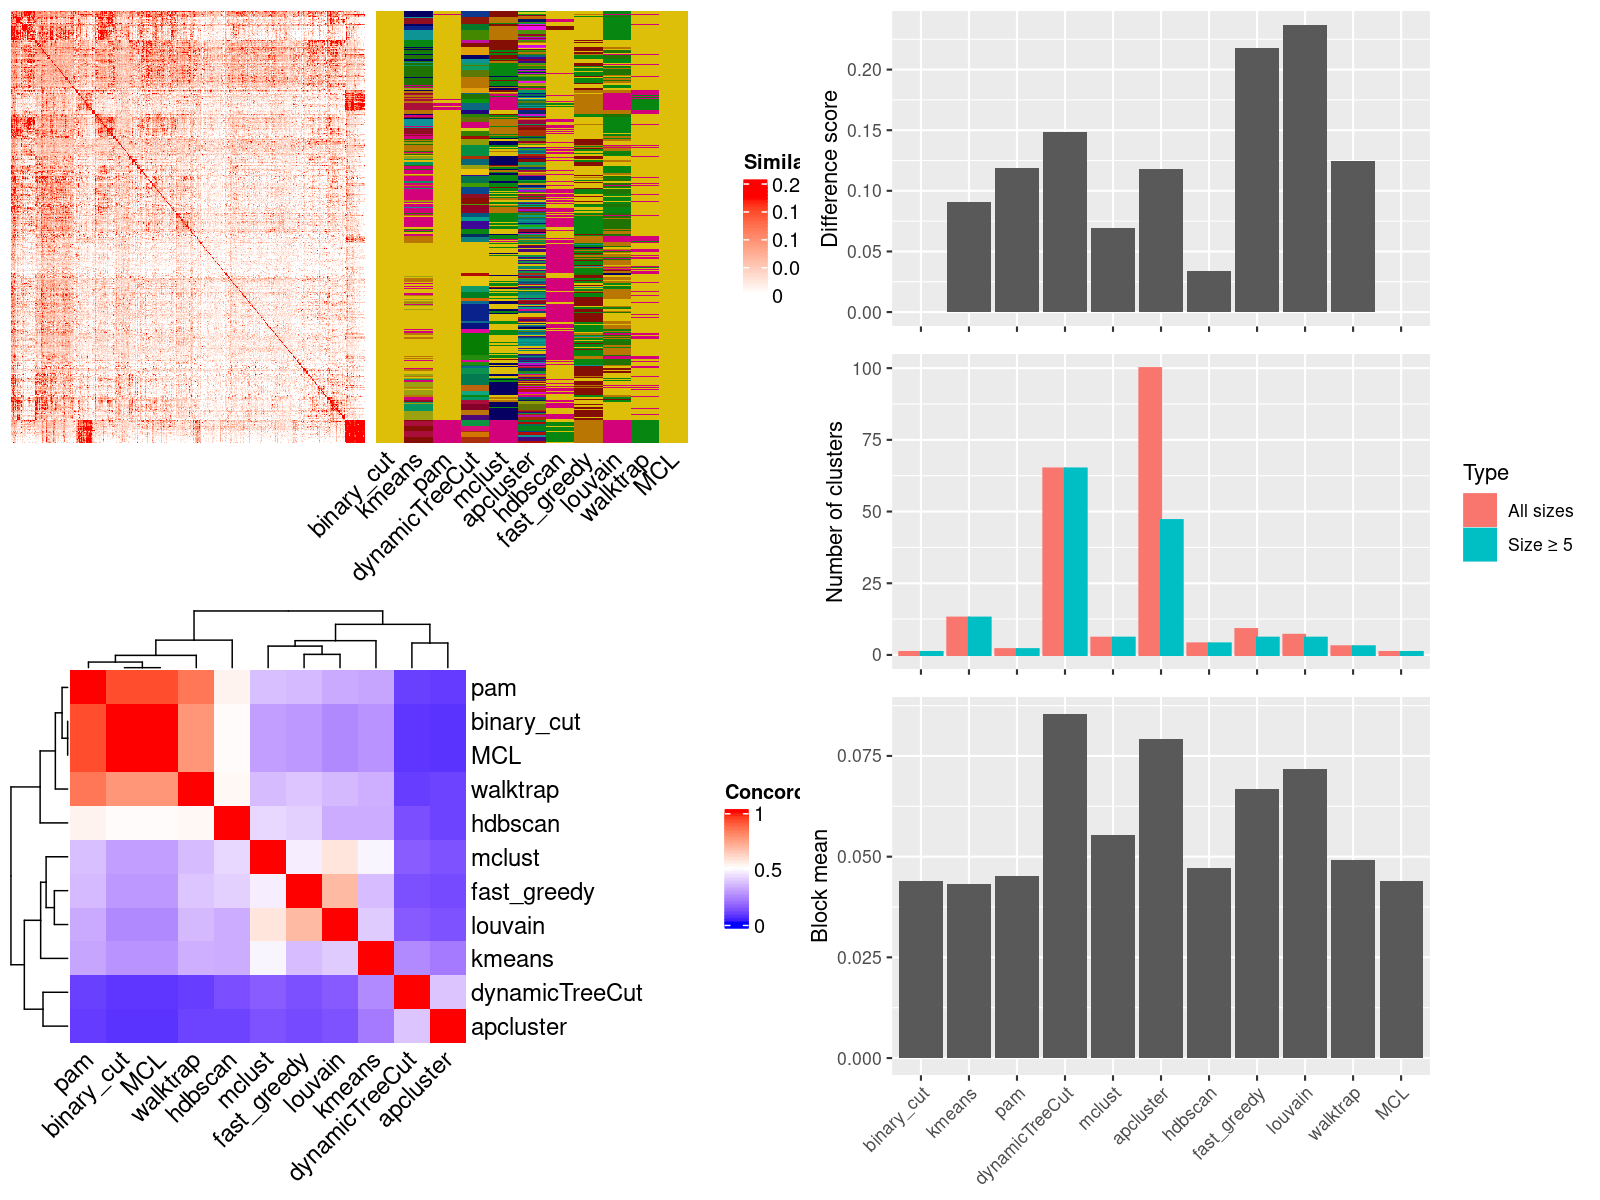 Simila
0.2
0.1
0.1
0.0
0
binary_cut
kmeans
pam
dynamicTreeCut
mclust
apcluster
hdbscan
fast_greedy
louvain
walktrap
MCL
pam
binary_cut
MCL
walktrap
hdbscan
mclust
fast_greedy
louvain
kmeans
dynamicTreeCut
apcluster
Concord
1
0.5
0
pam
binary_cut
MCL
walktrap
hdbscan
mclust
fast_greedy
louvain
kmeans
dynamicTreeCut
apcluster
Difference score
0.20
0.15
0.10
0.05
0.00
Number of clusters
100
75
50
25
0
Type
All sizes
Size ≥ 5
Block mean
0.075
0.050
0.025
0.000
binary_cut
kmeans
pam
dynamicTreeCut
mclust
apcluster
hdbscan
fast_greedy
louvain
walktrap
MCL